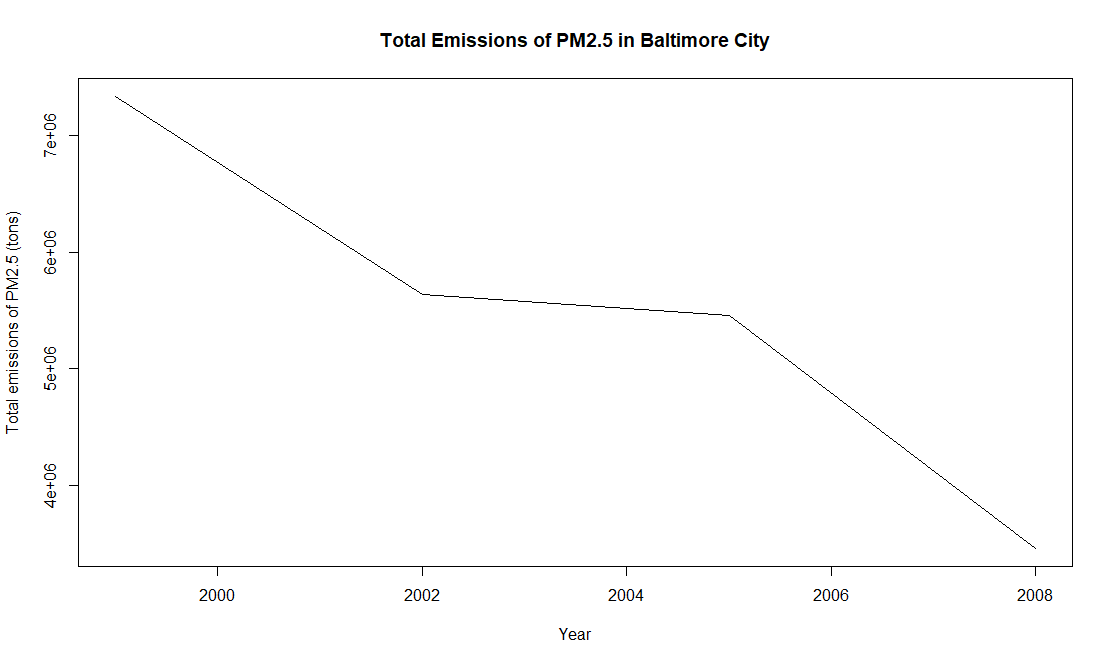 Total Emissions of PM2.5 in Baltimore City
Total emissions of PM2.5 (tons)
7e+06
6e+06
5e+06
4e+06
2000 2002 2004 2006 2008
Year